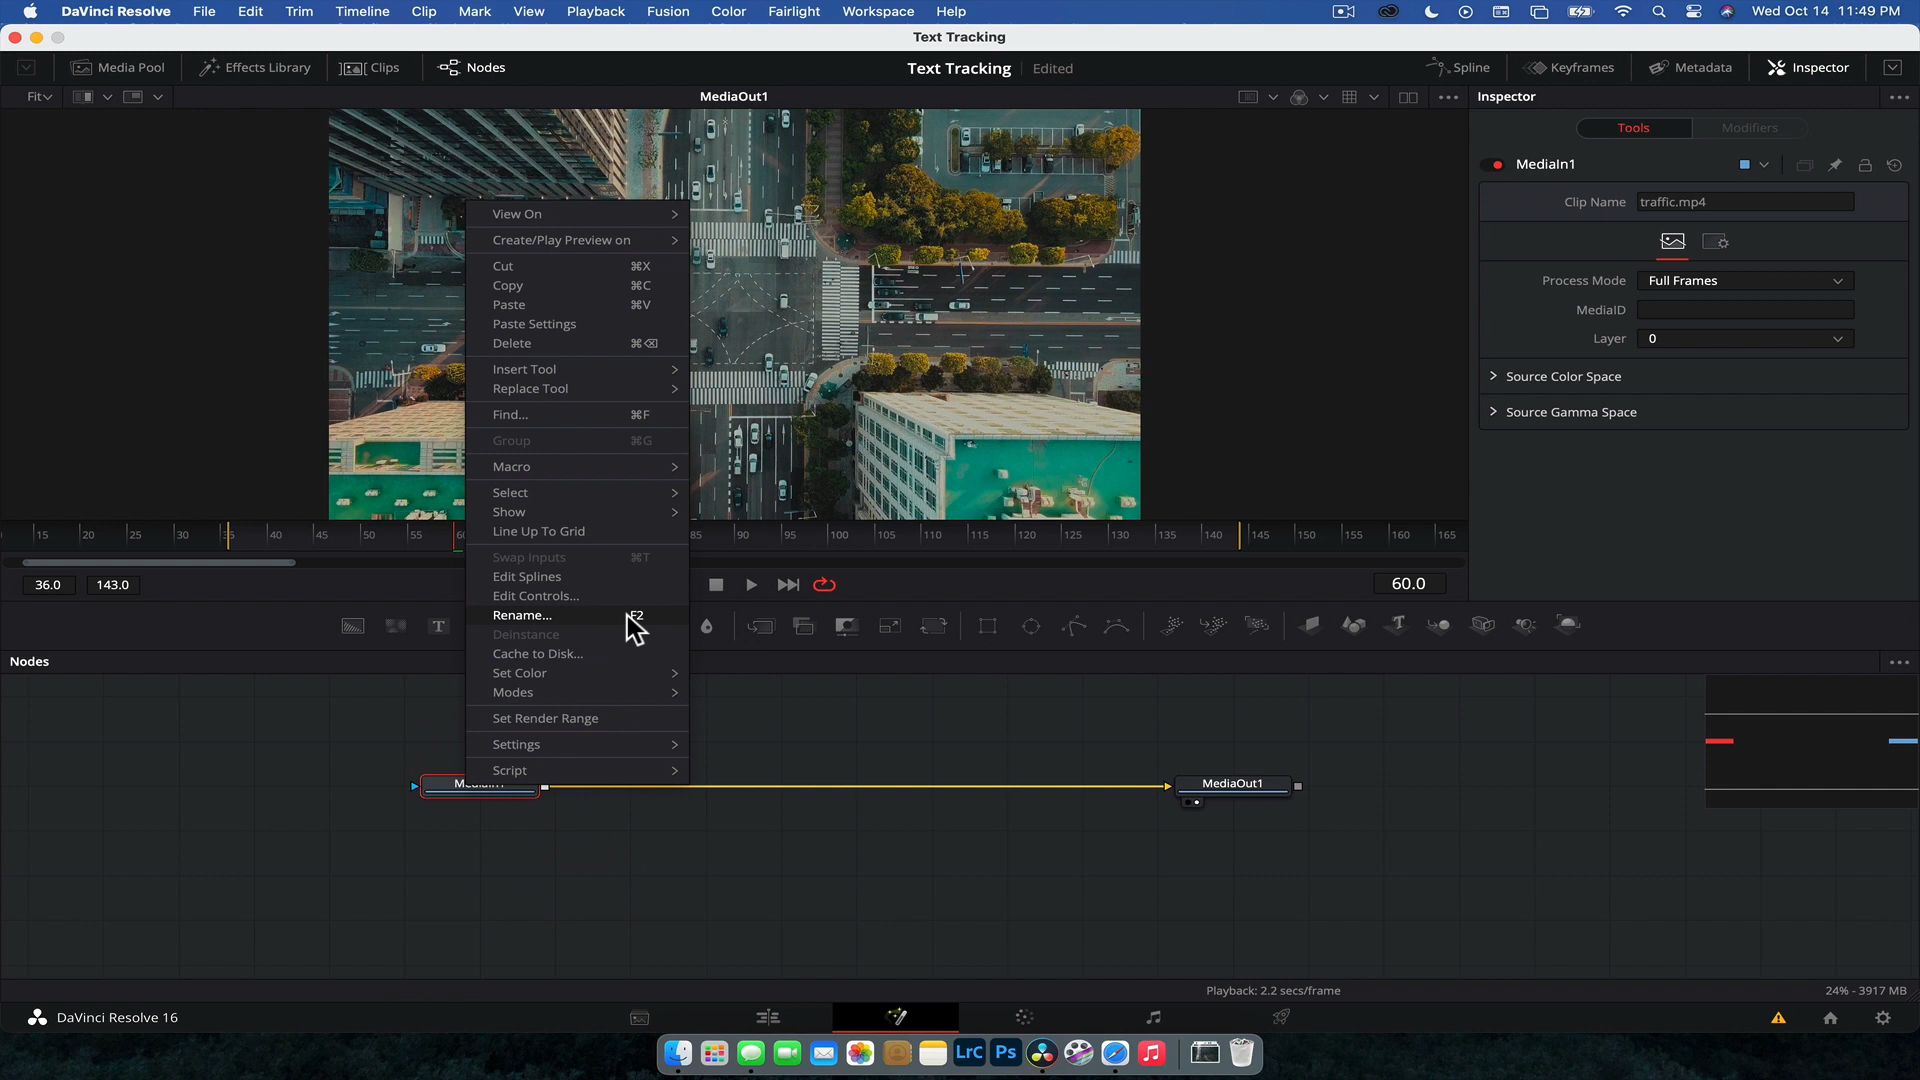 DaVinci Resolve File Edit Trim Timeline Clip Mark View Playback Fusion Color Fairlight Workspace Help Wed Oct 14 11:49 PM
Text Tracking
Media Pool Effects Library Clips Nodes Text Tracking Edited Spline Keyframes Metadata Inspector
Fit MediaOut1 Inspector
Tools Modifiers
MediaIn1
Clip Name traffic.mp4
Process Mode Full Frames
MediaID
Layer 0
Source Color Space
Source Gamma Space
View On
Create/Play Preview on
Cut ⌘X
Copy ⌘C
Paste ⌘V
Paste Settings
Delete ⌘⌫
Insert Tool
Replace Tool
Find... ⌘F
Group ⌘G
Macro
Select
Show
Line Up To Grid
Swap Inputs ⌘T
Edit Splines
Edit Controls...
Rename... F2
Deinstance
Cache to Disk...
Set Color
Modes
Set Render Range
Settings
Script
15 20 25 30 35 40 45 50 55 60 85 90 95 100 105 110 115 120 125 130 135 140 145 150 155 160 165
36.0 143.0 60.0
T T
Nodes
MediaIn1 MediaOut1
Playback: 2.2 secs/frame 24% - 3917 MB
DaVinci Resolve 16
LrC Ps